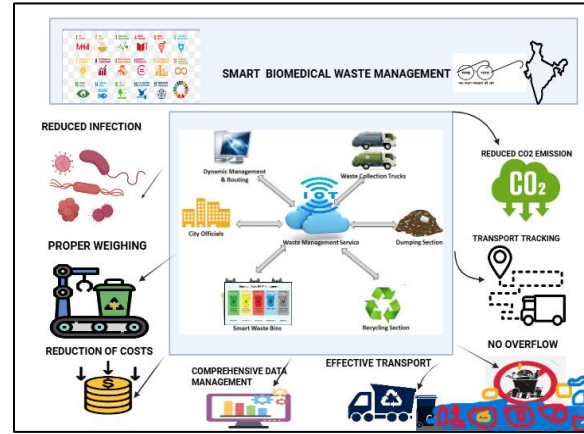 SMART BIOMEDICAL WASTE MANAGEMENT
REDUCED INFECTION
REDUCED CO2 EMISSION
CO₂
Dynamic Management
& Routing
Waste Collection Trucks
IOT
City Officials
Waste Management Service
Dumping Section
PROPER WEIGHING
TRANSPORT TRACKING
Smart Waste Bins
Recycling Section
REDUCTION OF COSTS
$
COMPREHENSIVE DATA
MANAGEMENT
EFFECTIVE TRANSPORT
NO OVERFLOW